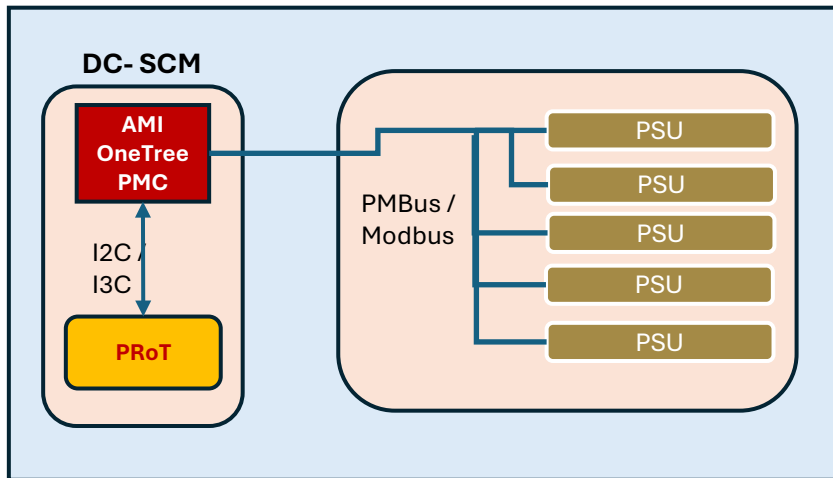 DC- SCM
AMI
OneTree
PMC
I2C /
I3C
PRoT
PMBus /
Modbus
PSU
PSU
PSU
PSU
PSU